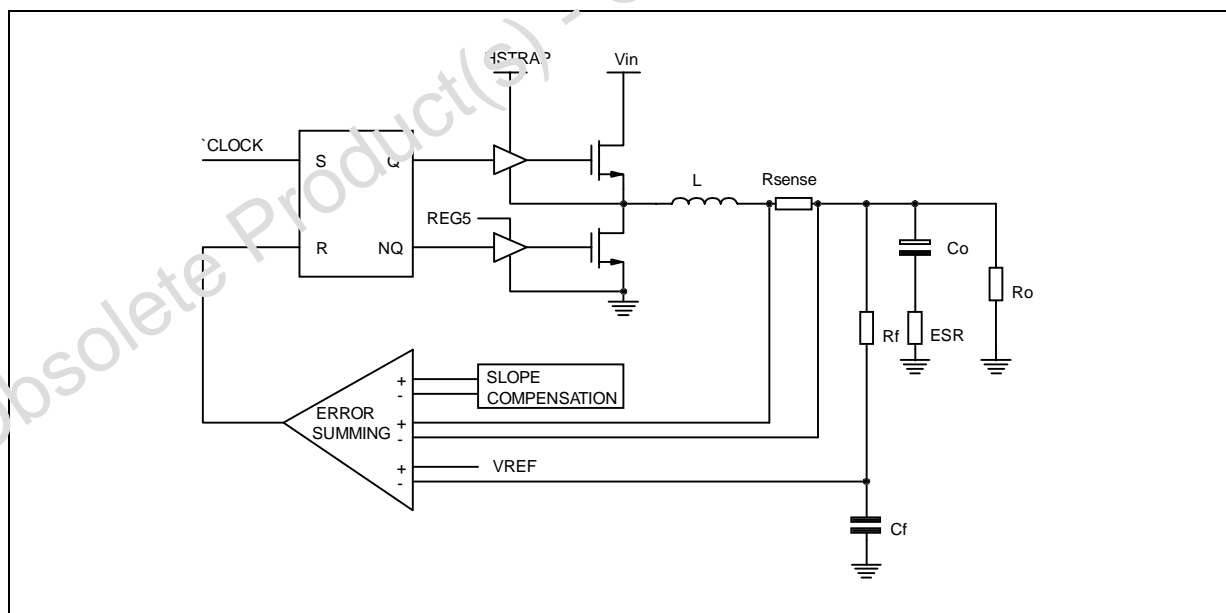 HSTRAP
Vin
CLOCK
S
Q
L
Rsense
REG5
R
NQ
Co
Ro
Rf
ESR
+
-
SLOPE
COMPENSATION
ERROR
SUMMING
+
-
+
-
VREF
Cf
Obsolete Product(s) -